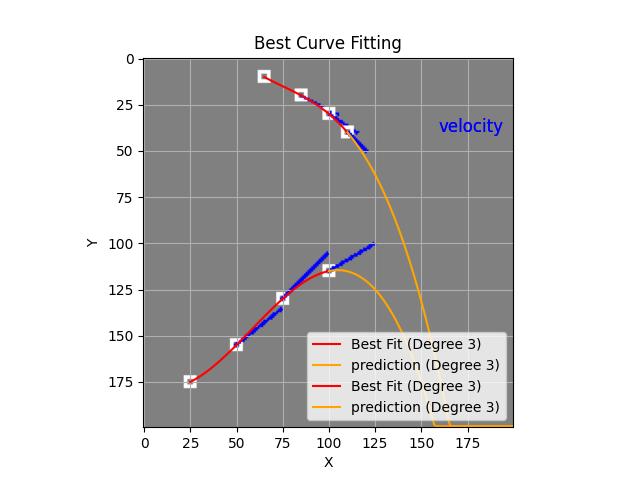 Best Curve Fitting
0
25
50
75
100
125
150
175
Y
velocity
Best Fit (Degree 3)
prediction (Degree 3)
Best Fit (Degree 3)
prediction (Degree 3)
0 25 50 75 100 125 150 175
X